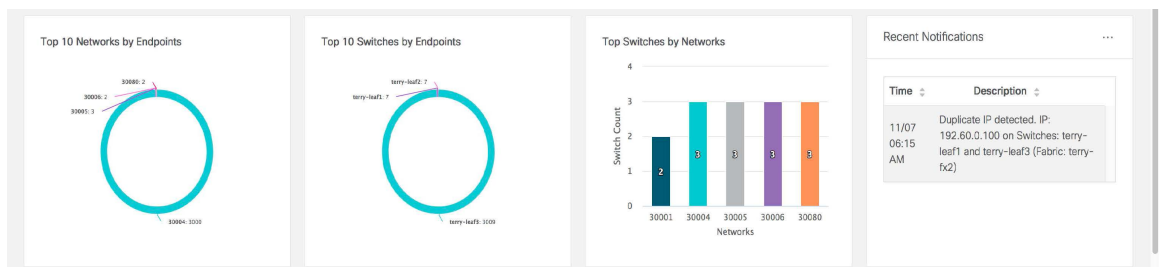 Top 10 Networks by Endpoints
30080: 2
30006: 2
30005: 3
30004: 3000
Top 10 Switches by Endpoints
terry-leaf2: 7
terry-leaf1: 7
terry-leaf3: 3009
Top Switches by Networks
Switch Count
4
3
2
1
0
2
3
3
3
3
30001
30004
30005
30006
30080
Networks
Recent Notifications
...
Time
Description
11/07
06:15
AM
Duplicate IP detected. IP:
192.60.0.100 on Switches: terry-
leaf1 and terry-leaf3 (Fabric: terry-
fx2)